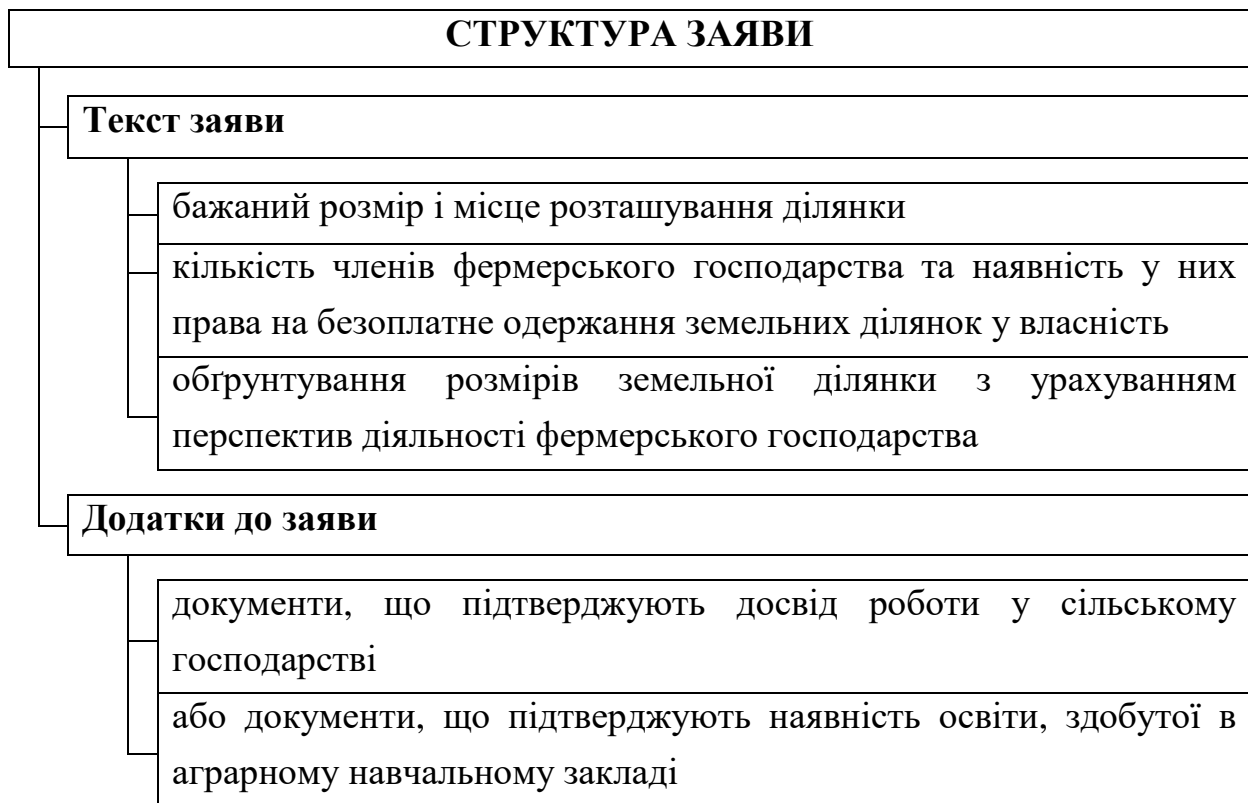 СТРУКТУРА ЗАЯВИ
Текст заяви
бажаний розмір і місце розташування ділянки
кількість членів фермерського господарства та наявність у них
права на безоплатне одержання земельних ділянок у власність
обґрунтування розмірів земельної ділянки з урахуванням
перспектив діяльності фермерського господарства
Додатки до заяви
документи, що підтверджують досвід роботи у сільському
господарстві
або документи, що підтверджують наявність освіти, здобутої в
аграрному навчальному закладі